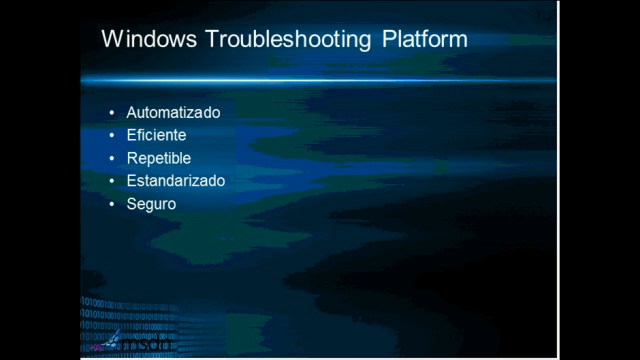 Windows Troubleshooting Platform
• Automatizado
• Eficiente
• Repetible
• Estandarizado
• Seguro